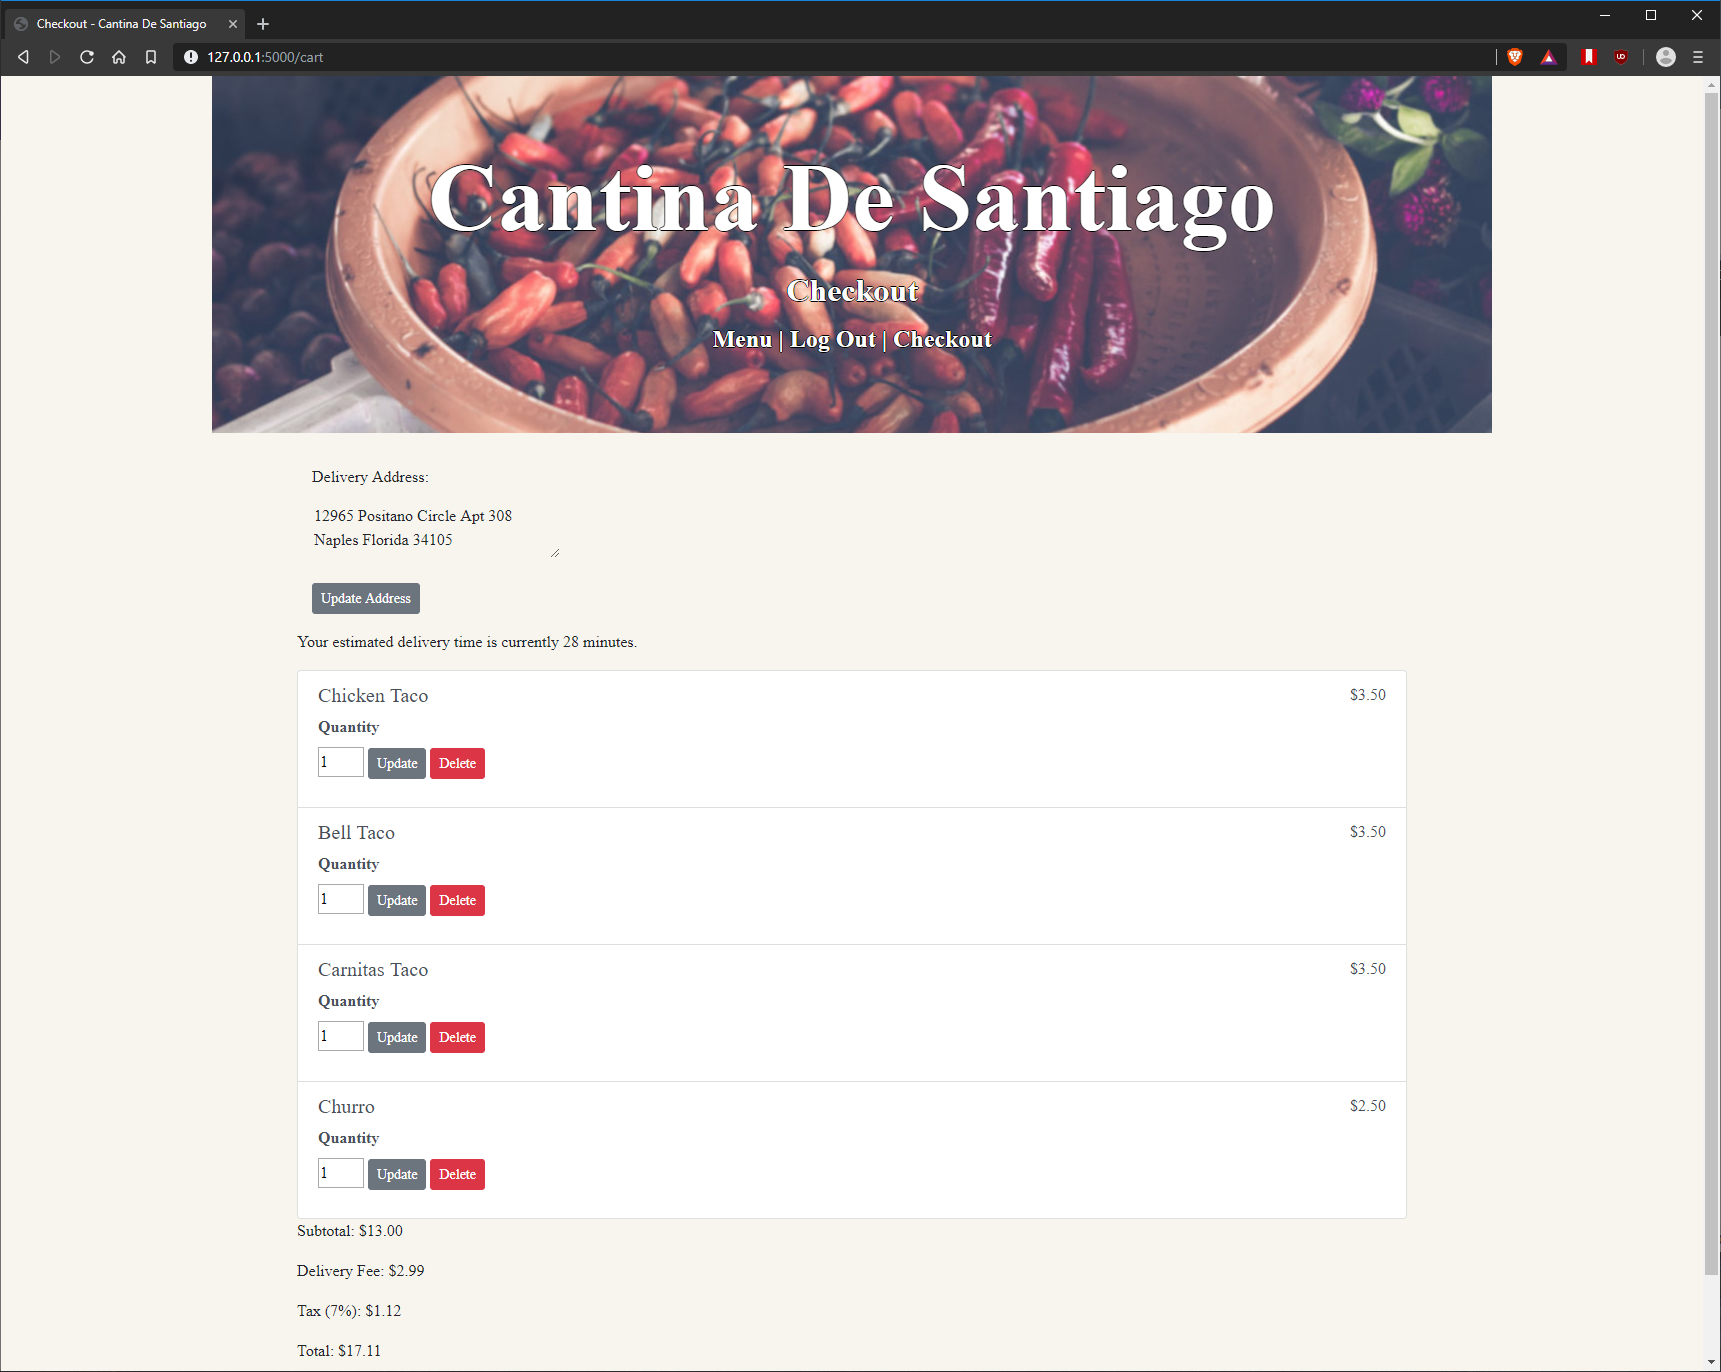 Checkout - Cantina De Santiago
127.0.0.1:5000/cart
Cantina De Santiago
Checkout
Menu | Log Out | Checkout
Delivery Address:
12965 Positano Circle Apt 308
Naples Florida 34105
Update Address
Your estimated delivery time is currently 28 minutes.
Chicken Taco $3.50
Quantity
1 Update Delete
Bell Taco $3.50
Quantity
1 Update Delete
Carnitas Taco $3.50
Quantity
1 Update Delete
Churro $2.50
Quantity
1 Update Delete
Subtotal: $13.00
Delivery Fee: $2.99
Tax (7%): $1.12
Total: $17.11